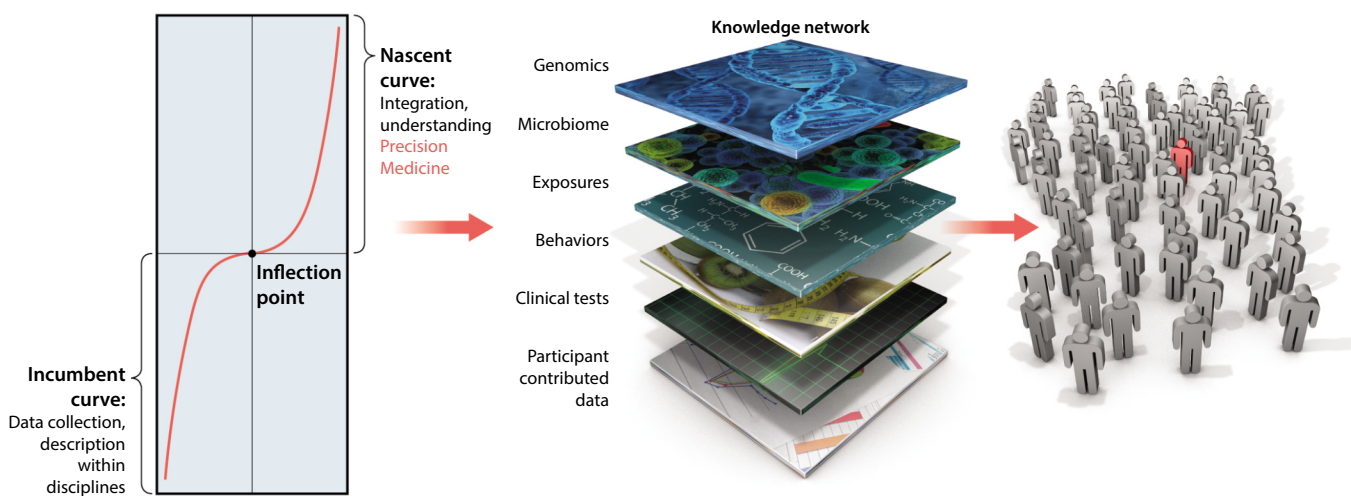 Nascent
curve:
Integration,
understanding
Precision
Medicine
Inflection
point
Incumbent
curve:
Data collection,
description
within
disciplines
Knowledge network
Genomics
Microbiome
Exposures
Behaviors
Clinical tests
Participant
contributed
data